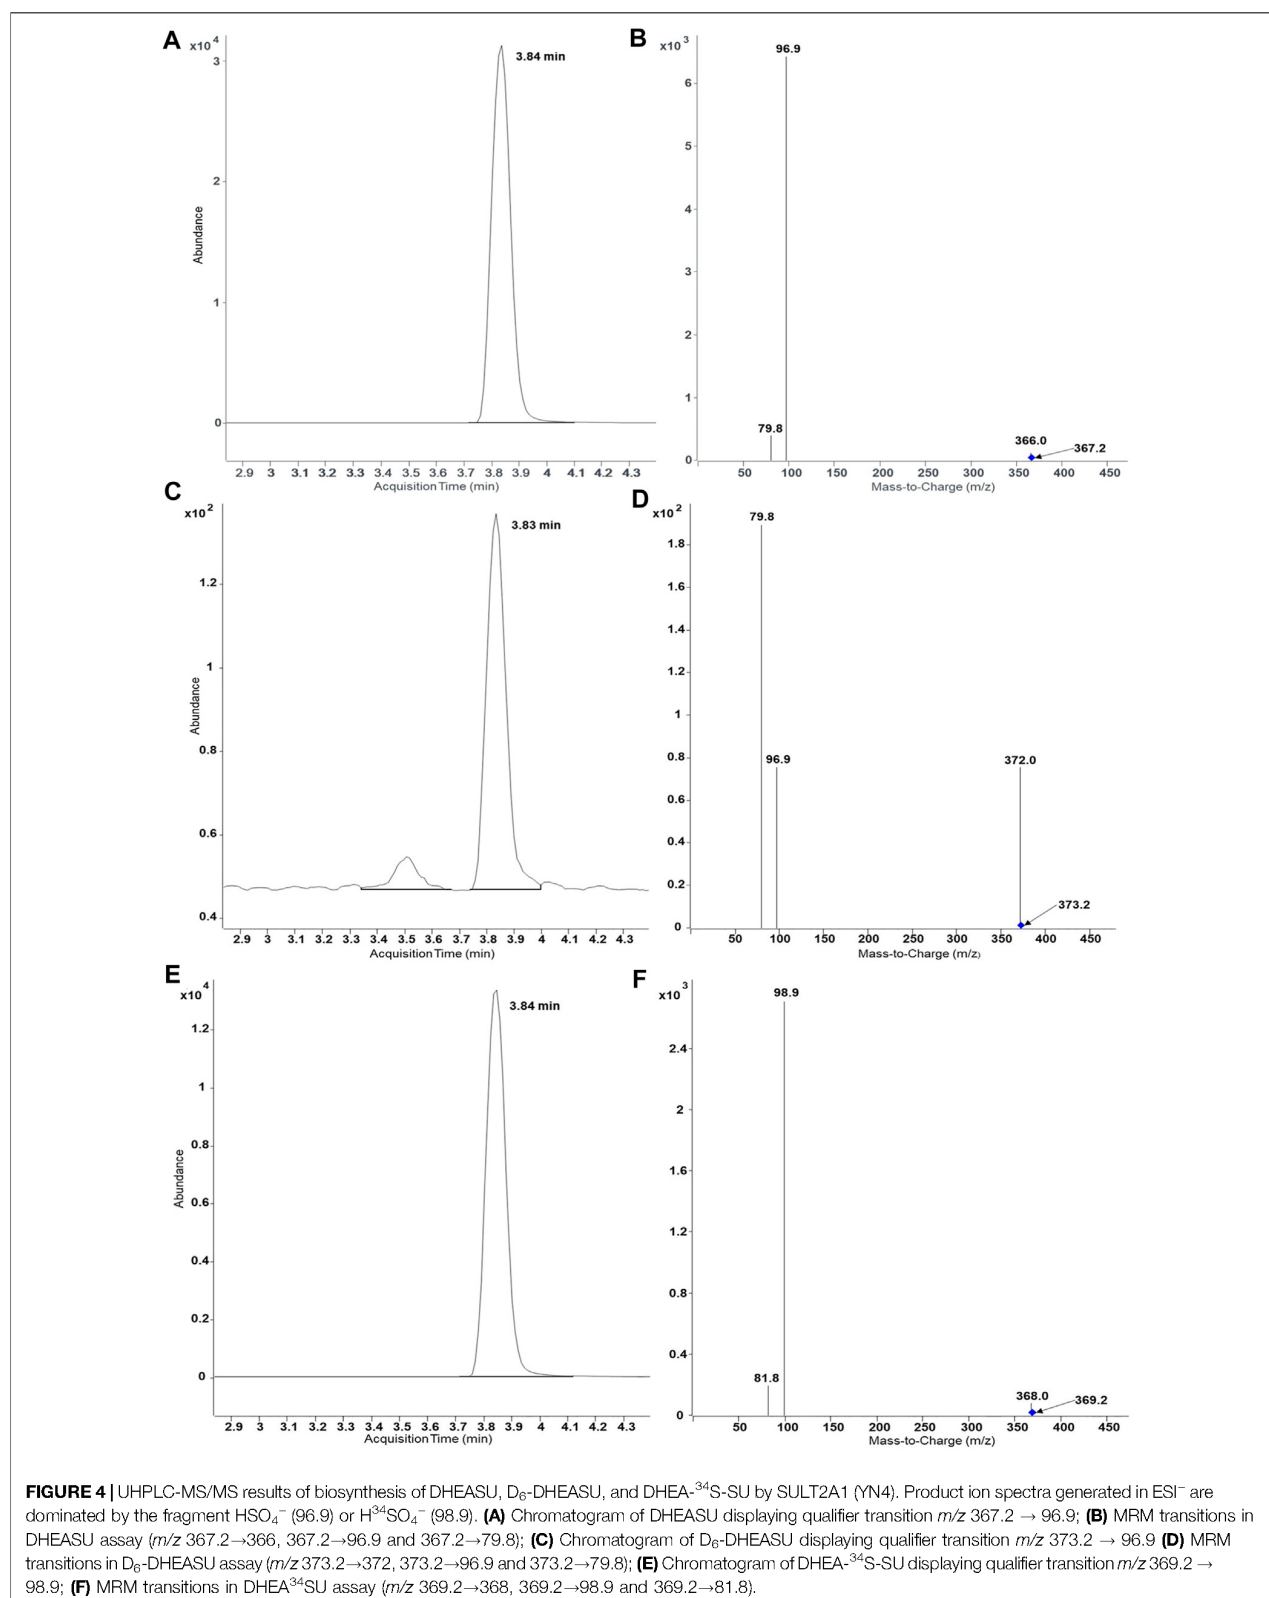 A
x10⁴
3.84 min
3
2
1
0
Abundance
2.9 3 3.1 3.2 3.3 3.4 3.5 3.6 3.7 3.8 3.9 4 4.1 4.2 4.3
Acquisition Time (min)
B
x10³
96.9
6
5
4
3
2
1
0
79.8
366.0
367.2
50 100 150 200 250 300 350 400 450
Mass-to-Charge (m/z)
C
x10²
3.83 min
1.2
1
0.8
0.6
0.4
Abundance
2.9 3 3.1 3.2 3.3 3.4 3.5 3.6 3.7 3.8 3.9 4 4.1 4.2 4.3
Acquisition Time (min)
D
x10²
79.8
1.8
1.6
1.4
1.2
1
0.8
0.6
0.4
0.2
0
96.9
372.0
373.2
50 100 150 200 250 300 350 400 450
Mass-to-Charge (m/z)
E
x10⁴
3.84 min
1.2
1
0.8
0.6
0.4
0.2
0
Abundance
2.9 3 3.1 3.2 3.3 3.4 3.5 3.6 3.7 3.8 3.9 4 4.1 4.2 4.3
Acquisition Time (min)
F
x10³
98.9
2.4
2
1.6
1.2
0.8
0.4
0
81.8
368.0
369.2
50 100 150 200 250 300 350 400 450
Mass-to-Charge (m/z)
FIGURE 4 | UHPLC-MS/MS results of biosynthesis of DHEASU, D₆-DHEASU, and DHEA-³⁴S-SU by SULT2A1 (YN4). Product ion spectra generated in ESI⁻ are
dominated by the fragment HSO₄⁻ (96.9) or H³⁴SO₄⁻ (98.9). (A) Chromatogram of DHEASU displaying qualifier transition m/z 367.2 → 96.9; (B) MRM transitions in
DHEASU assay (m/z 367.2→366, 367.2→96.9 and 367.2→79.8); (C) Chromatogram of D₆-DHEASU displaying qualifier transition m/z 373.2 → 96.9 (D) MRM
transitions in D₆-DHEASU assay (m/z 373.2→372, 373.2→96.9 and 373.2→79.8); (E) Chromatogram of DHEA-³⁴S-SU displaying qualifier transition m/z 369.2 →
98.9; (F) MRM transitions in DHEA³⁴SU assay (m/z 369.2→368, 369.2→98.9 and 369.2→81.8).